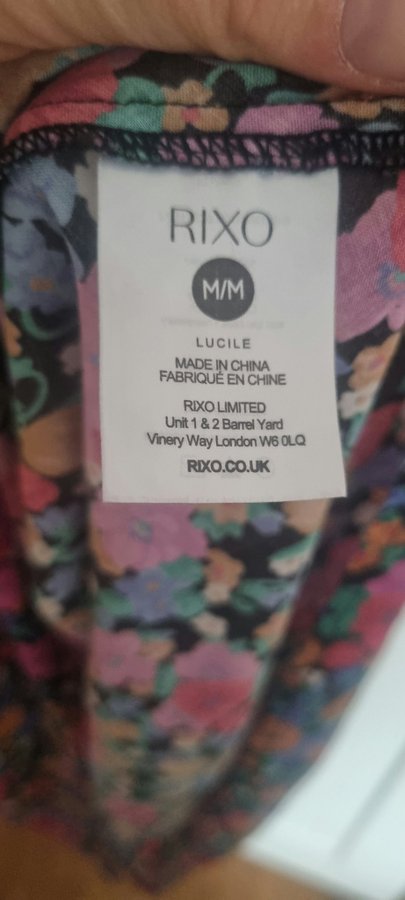 RIXO
M/M
LUCILE
MADE IN CHINA
FABRIQUÉ EN CHINE
RIXO LIMITED
Unit 1 & 2 Barrel Yard
Vinery Way London W6 0LQ
RIXO.CO.UK